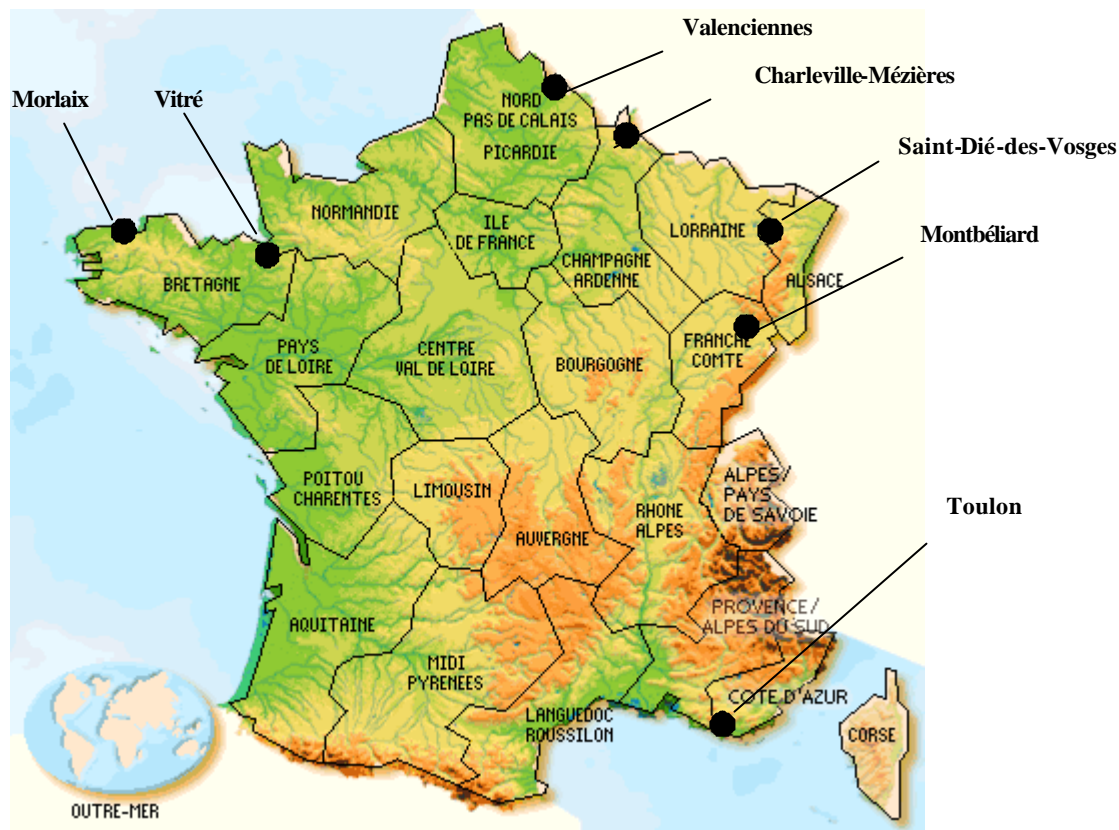 Valenciennes
Charleville-Mézières
Morlaix
Vitré
Saint-Dié-des-Vosges
Montbéliard
Toulon
NORD
PAS DE CALAIS
PICARDIE
NORMANDIE
ILE
DE FRANCE
LORRAINE
CHAMPAGNE
ARDENNE
ALSACE
BRETAGNE
PAYS
DE LOIRE
CENTRE
VAL DE LOIRE
BOURGOGNE
FRANCHE
COMTE
POITOU
CHARENTES
LIMOUSIN
AUVERGNE
RHONE
ALPES
ALPES/
PAYS
DE SAVOIE
PROVENCE/
ALPES DU SUD
AQUITAINE
MIDI
PYRENEES
LANGUEDOC
ROUSSILON
COTE D'AZUR
CORSE
OUTRE-MER